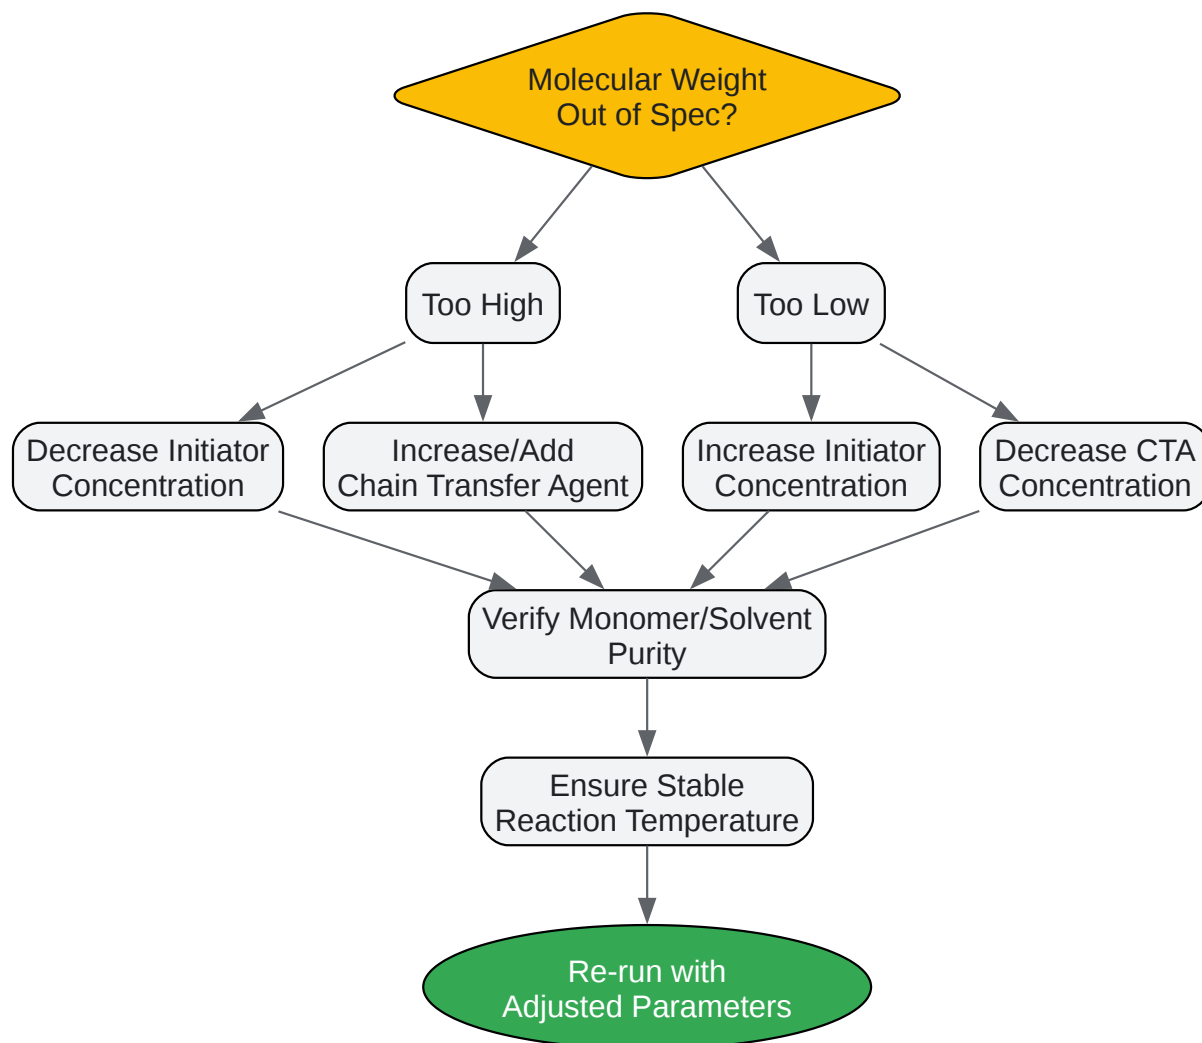 Molecular Weight
Out of Spec?
Too High
Too Low
Decrease Initiator
Concentration
Increase/Add
Chain Transfer Agent
Increase Initiator
Concentration
Decrease CTA
Concentration
Verify Monomer/Solvent
Purity
Ensure Stable
Reaction Temperature
Re-run with
Adjusted Parameters